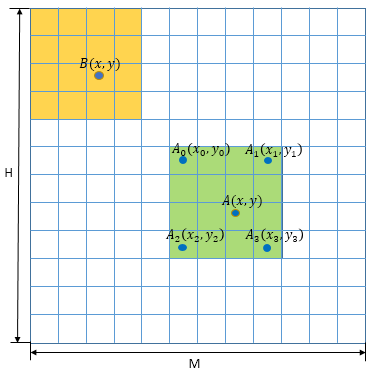 B(x, y)
H
A₀(x₀, y₀) A₁(x₁, y₁)
A(x, y)
A₂(x₂, y₂) A₃(x₃, y₃)
M